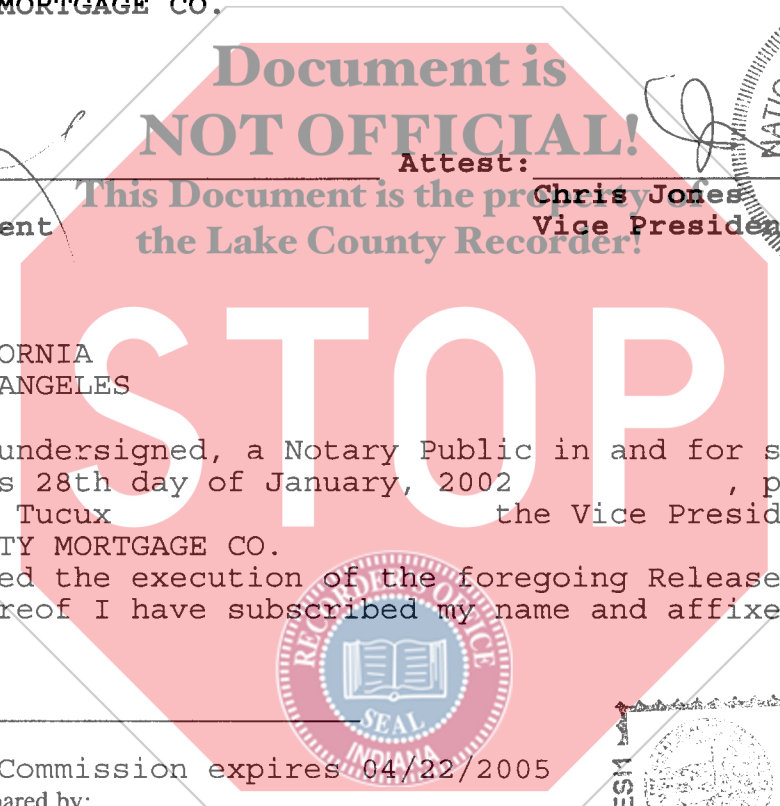 MORTGAGE CO.
Document is
NOT OFFICIAL!
Attest:
This Document is the property of
Chris Jones
ent Vice Presiden
the Lake County Recorder!
NATIO
STOP
ORNIA
ANGELES
undersigned, a Notary Public in and for s
s 28th day of January, 2002 , p
Tucux the Vice Presid
TY MORTGAGE CO.
ed the execution of the foregoing Release
reof I have subscribed my name and affixe
RECORDER'S OFFICE
SEAL
INDIANA
Commission expires 04/22/2005
ESM
pared by: